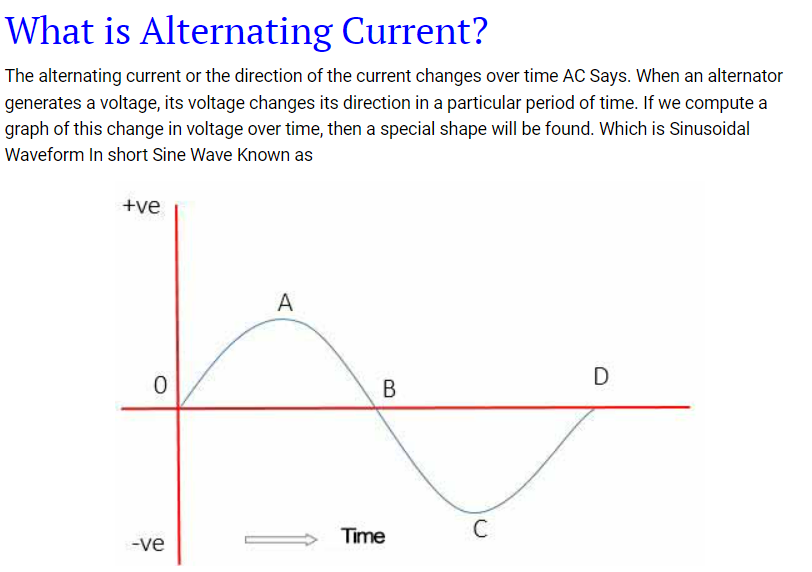 What is Alternating Current?
The alternating current or the direction of the current changes over time AC Says. When an alternator
generates a voltage, its voltage changes its direction in a particular period of time. If we compute a
graph of this change in voltage over time, then a special shape will be found. Which is Sinusoidal
Waveform In short Sine Wave Known as
+ve
A
0
B
D
C
Time
-ve